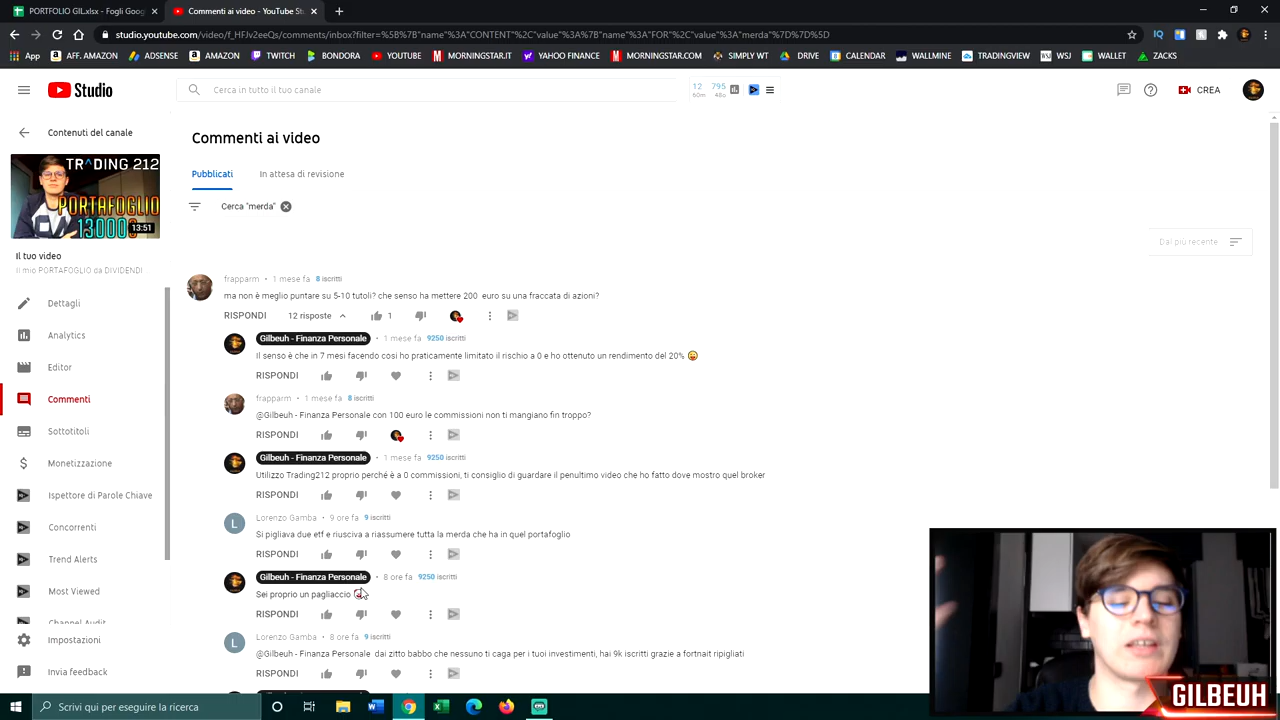 PORTFOLIO GIL.xlsx - Fogli Goo
Commenti al video - YouTube Stu
studio.youtube.com/video/f_HFJv2eeQs/comments/inbox?filter=%5B%7B"name"%3A"CONTENT"%2C"value"%3A%7B"name"%3A"FOR"%2C"value"%3A"merda"%7D%7D%5D
App AFF. AMAZON ADSENSE AMAZON TWITCH BONDORA MORNINGSTAR.IT MORNINGSTAR.COM DRIVE CALENDAR WALLMINE INVESTING TRADINGVIEW WSJ MW ZACKS
Studio
Cerca in tutto il tuo canale
12 795
60m 48o
CREA
Contenuti del canale
TR^DING 212
PORTAFOGLIO
13000$
13:51
Il tuo video
Il mio PORTAFOGLIO da DIVIDENDI
Dettagli
Analytics
Editor
Commenti
Sottotitoli
Monetizzazione
Ispettore di Parole Chiave
Concorrenti
Trend Alerts
Most Viewed
Channel Audit
Impostazioni
Invia feedback
Commenti ai video
Pubblicati In attesa di revisione
Cerca "merda"
Dal più recente
frapparm • 1 mese fa 8 iscritti
ma non è meglio puntare su 5-10 tutoli? che senso ha mettere 200 euro su una fraccata di azioni?
RISPONDI 12 risposte 1
Gilbeuh - Finanza Personale • 1 mese fa 9250 iscritti
Il senso è che in 7 mesi facendo cosi ho praticamente limitato il rischio a 0 e ho ottenuto un rendimento del 20% 😄
RISPONDI
frapparm • 1 mese fa 8 iscritti
@Gilbeuh - Finanza Personale con 100 euro le commissioni non ti mangiano fin troppo?
RISPONDI
Gilbeuh - Finanza Personale • 1 mese fa 9250 iscritti
Utilizzo Trading212 proprio perché è a 0 commissioni, ti consiglio di guardare il penultimo video che ho fatto dove mostro quel broker
RISPONDI
L
Lorenzo Gamba • 9 ore fa 9 iscritti
Si pigliava due etf e riusciva a riassumere tutta la merda che ha in quel portafoglio
RISPONDI
Gilbeuh - Finanza Personale • 8 ore fa 9250 iscritti
Sei proprio un pagliaccio
RISPONDI
L
Lorenzo Gamba • 8 ore fa 9 iscritti
@Gilbeuh - Finanza Personale dai zitto babbo che nessuno ti caga per i tuoi investimenti, hai 9k iscritti grazie a fortnait ripigliati
RISPONDI
GILBEUH
Scrivi qui per eseguire la ricerca